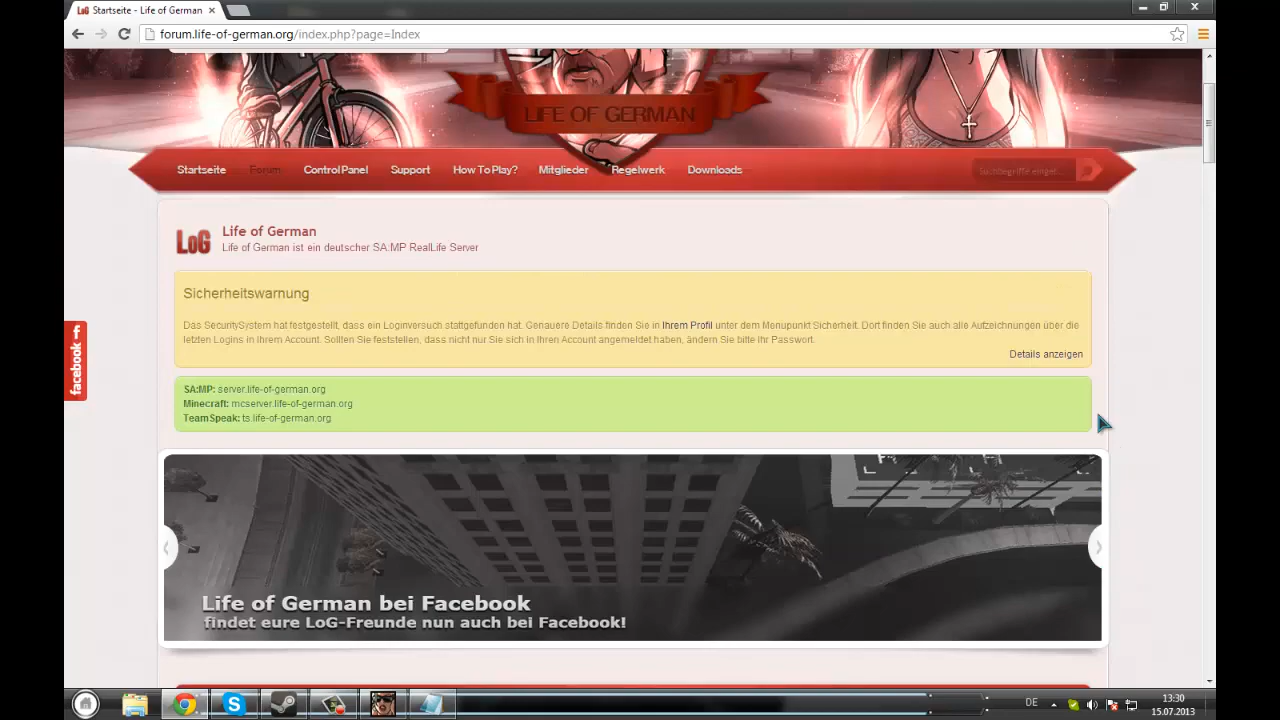 Startseite - Life of German
forum.life-of-german.org/index.php?page=Index
LIFE OF GERMAN
Startseite Forum Control Panel Support How To Play? Mitglieder Regelwerk Downloads
Suchbegriffe eingeb...
LoG
Life of German
Life of German ist ein deutscher SA:MP RealLife Server
Sicherheitswarnung
Das SecuritySystem hat festgestellt, dass ein Loginversuch stattgefunden hat. Genauere Details finden Sie in Ihrem Profil unter dem Menupunkt Sicherheit. Dort finden Sie auch alle Aufzeichnungen über die
letzten Logins in Ihrem Account. Sollten Sie feststellen, dass nicht nur Sie sich in Ihren Account angemeldet haben, ändern Sie bitte Ihr Passwort.
Details anzeigen
facebook
SA:MP: server.life-of-german.org
Minecraft: mcserver.life-of-german.org
TeamSpeak: ts.life-of-german.org
Life of German bei Facebook
findet eure LoG-Freunde nun auch bei Facebook!
DE
13:30
15.07.2013